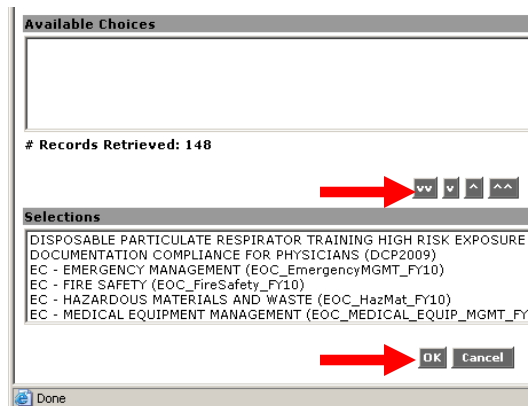 Available Choices
# Records Retrieved: 148
vv v ^ ^^
Selections
DISPOSABLE PARTICULATE RESPIRATOR TRAINING HIGH RISK EXPOSURE
DOCUMENTATION COMPLIANCE FOR PHYSICIANS (DCP2009)
EC - EMERGENCY MANAGEMENT (EOC_EmergencyMGMT_FY10)
EC - FIRE SAFETY (EOC_FireSafety_FY10)
EC - HAZARDOUS MATERIALS AND WASTE (EOC_HazMat_FY10)
EC - MEDICAL EQUIPMENT MANAGEMENT (EOC_MEDICAL_EQUIP_MGMT_FY
OK Cancel
Done